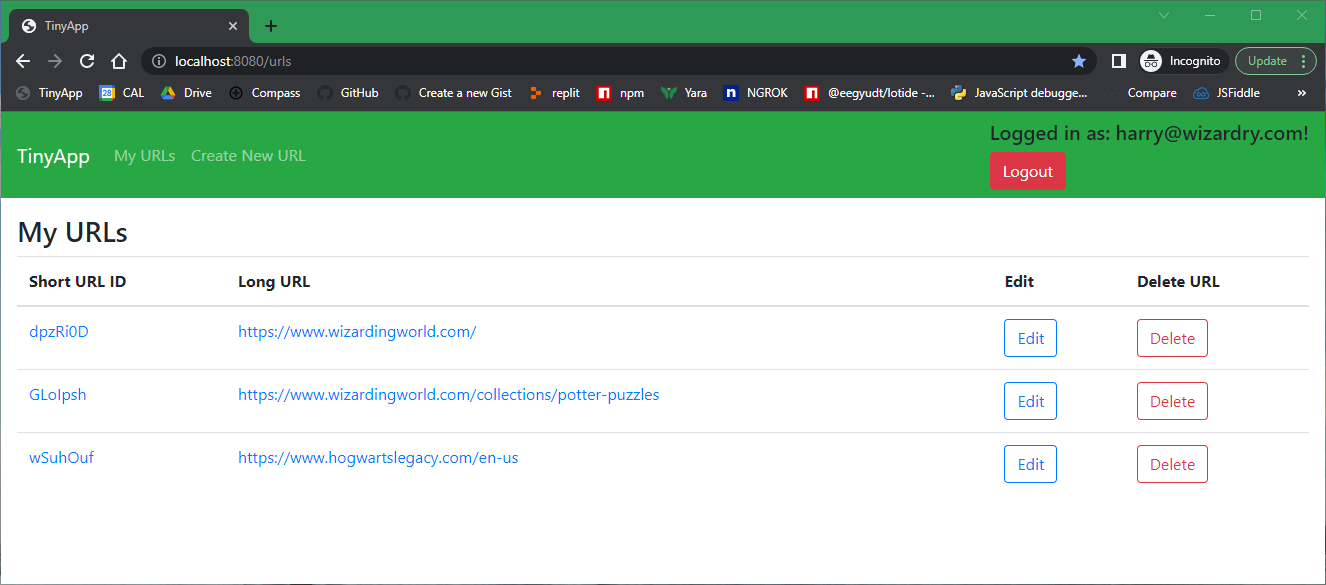 TinyApp
localhost:8080/urls
Incognito
Update
TinyApp 28 CAL Drive Compass GitHub Create a new Gist replit npm Yara n NGROK @eegyudt/lotide -... JavaScript debugge... Compare JSFiddle »
Logged in as: harry@wizardry.com!
TinyApp My URLs Create New URL
Logout
My URLs
Short URL ID Long URL Edit Delete URL
dpzRi0D https://www.wizardingworld.com/ Edit Delete
GLoIpsh https://www.wizardingworld.com/collections/potter-puzzles Edit Delete
wSuhOuf https://www.hogwartslegacy.com/en-us Edit Delete